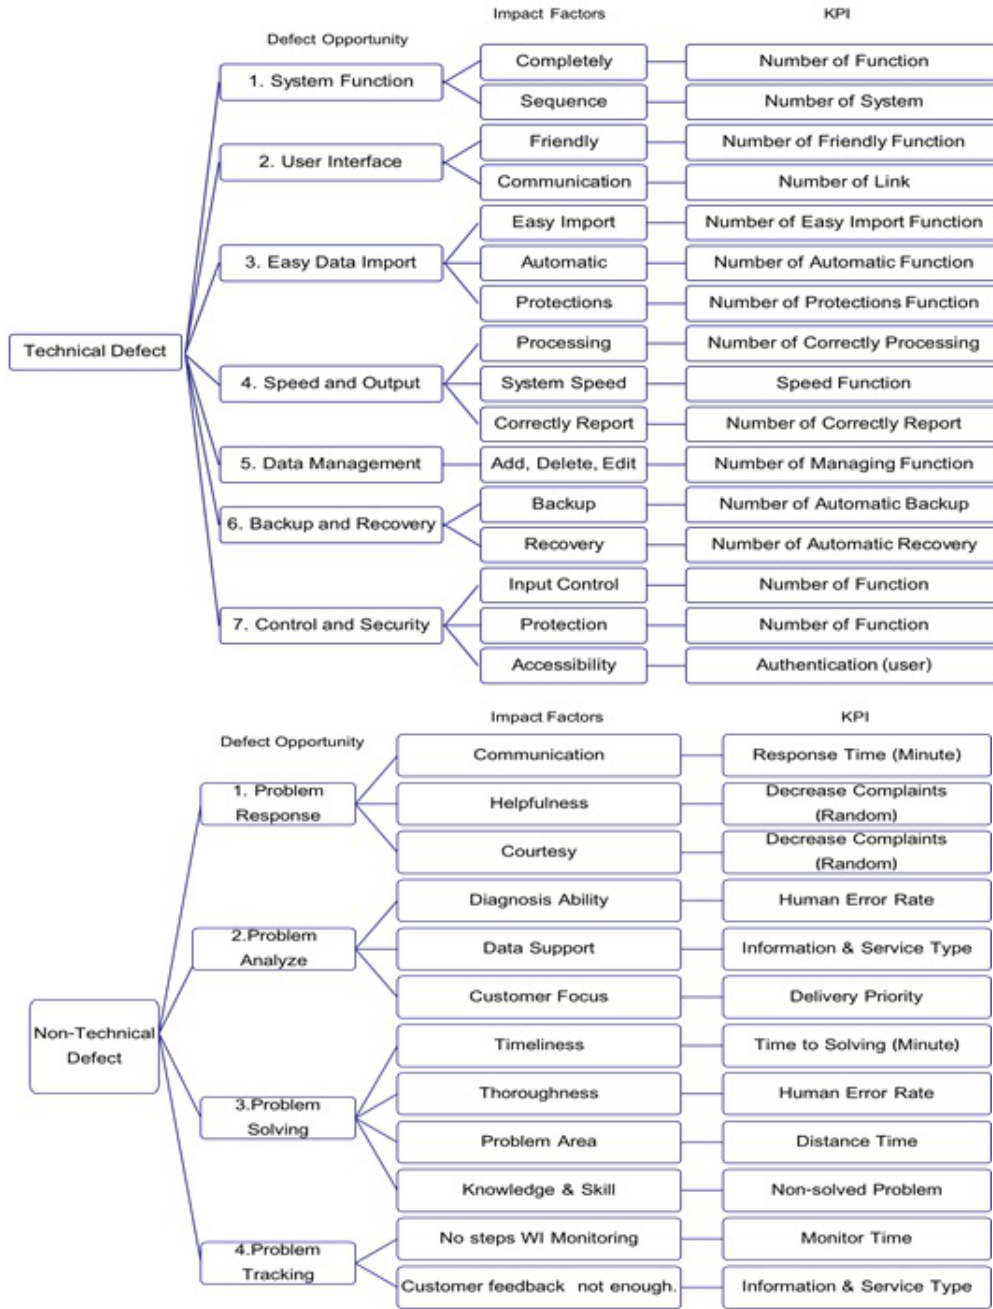 Impact Factors KPI
Defect Opportunity
Completely Number of Function
1. System Function
Sequence Number of System
Friendly Number of Friendly Function
2. User Interface
Communication Number of Link
Easy Import Number of Easy Import Function
3. Easy Data Import Automatic Number of Automatic Function
Protections Number of Protections Function
Technical Defect
Processing Number of Correctly Processing
4. Speed and Output System Speed Speed Function
Correctly Report Number of Correctly Report
5. Data Management Add, Delete, Edit Number of Managing Function
Backup Number of Automatic Backup
6. Backup and Recovery
Recovery Number of Automatic Recovery
Input Control Number of Function
7. Control and Security Protection Number of Function
Accessibility Authentication (user)
Impact Factors KPI
Defect Opportunity
Communication Response Time (Minute)
1. Problem
Response
Helpfulness Decrease Complaints
(Random)
Courtesy Decrease Complaints
(Random)
Diagnosis Ability Human Error Rate
2.Problem
Analyze
Data Support Information & Service Type
Customer Focus Delivery Priority
Non-Technical
Defect
Timeliness Time to Solving (Minute)
Thoroughness Human Error Rate
3.Problem
Solving
Problem Area Distance Time
Knowledge & Skill Non-solved Problem
No steps WI Monitoring Monitor Time
4.Problem
Tracking
Customer feedback not enough. Information & Service Type